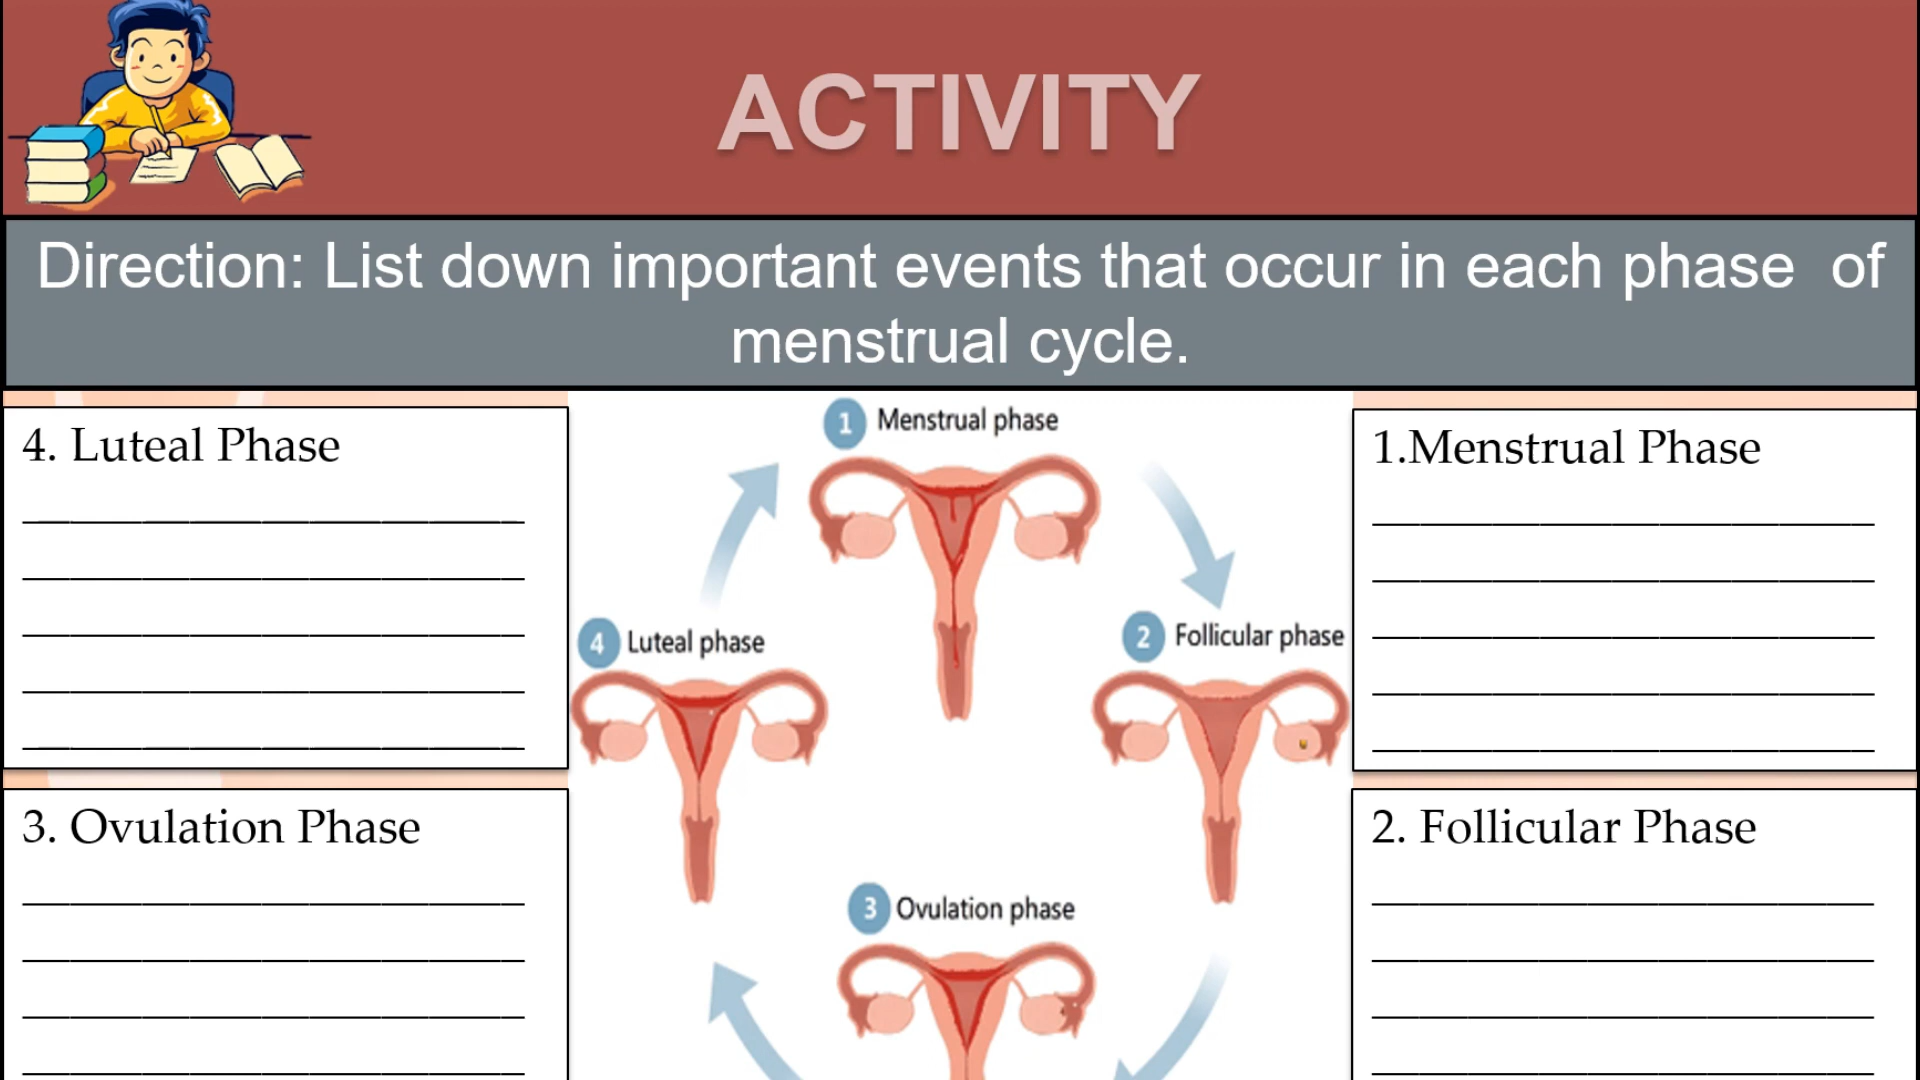 ACTIVITY
Direction: List down important events that occur in each phase  of
menstrual cycle.
4. Luteal Phase
3. Ovulation Phase
1 Menstrual phase
4 Luteal phase
2 Follicular phase
3 Ovulation phase
1.Menstrual Phase
2. Follicular Phase